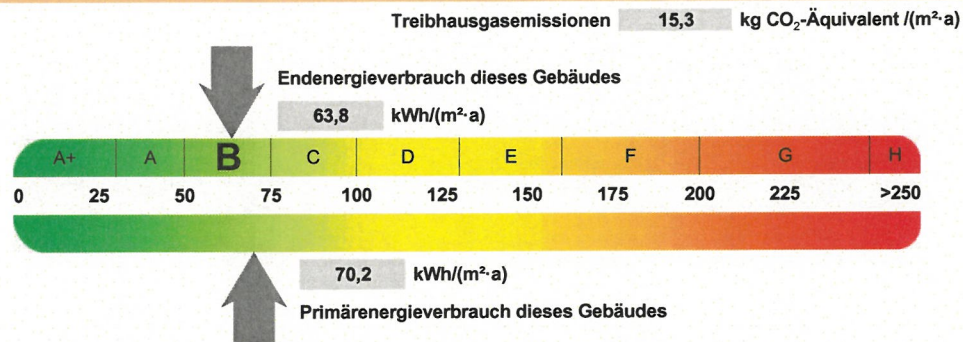 Treibhausgasemissionen 15,3 kg CO₂-Äquivalent /(m²·a)
Endenergieverbrauch dieses Gebäudes
63,8 kWh/(m²·a)
A+ A B C D E F G H
0 25 50 75 100 125 150 175 200 225 >250
70,2 kWh/(m²·a)
Primärenergieverbrauch dieses Gebäudes